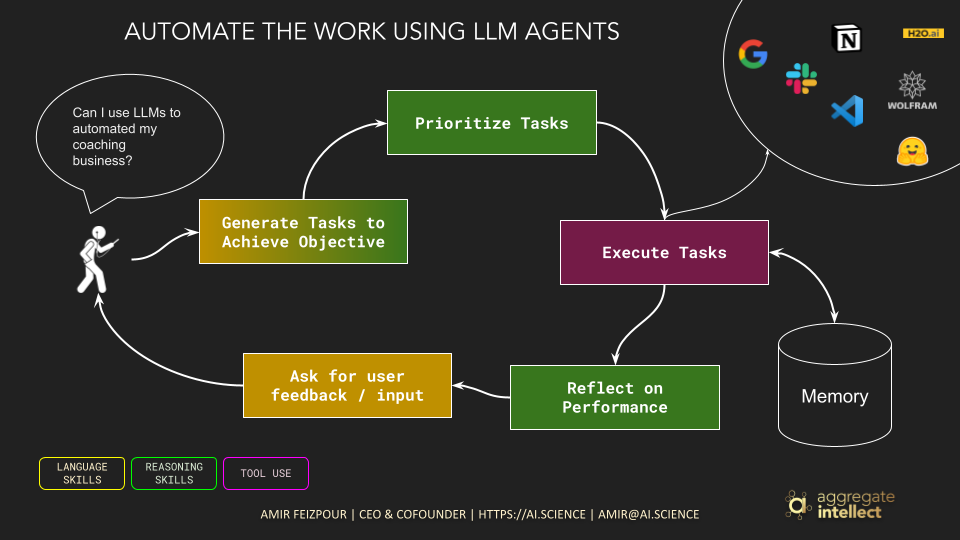 AUTOMATE THE WORK USING LLM AGENTS
N
H2O.ai
WOLFRAM
Can I use LLMs to
automated my
coaching
business?
Prioritize Tasks
Generate Tasks to
Achieve Objective
Execute Tasks
Ask for user
feedback / input
Reflect on
Performance
Memory
LANGUAGE
SKILLS
REASONING
SKILLS
TOOL USE
aggregate
intellect
AMIR FEIZPOUR | CEO & COFOUNDER | HTTPS://AI.SCIENCE | AMIR@AI.SCIENCE